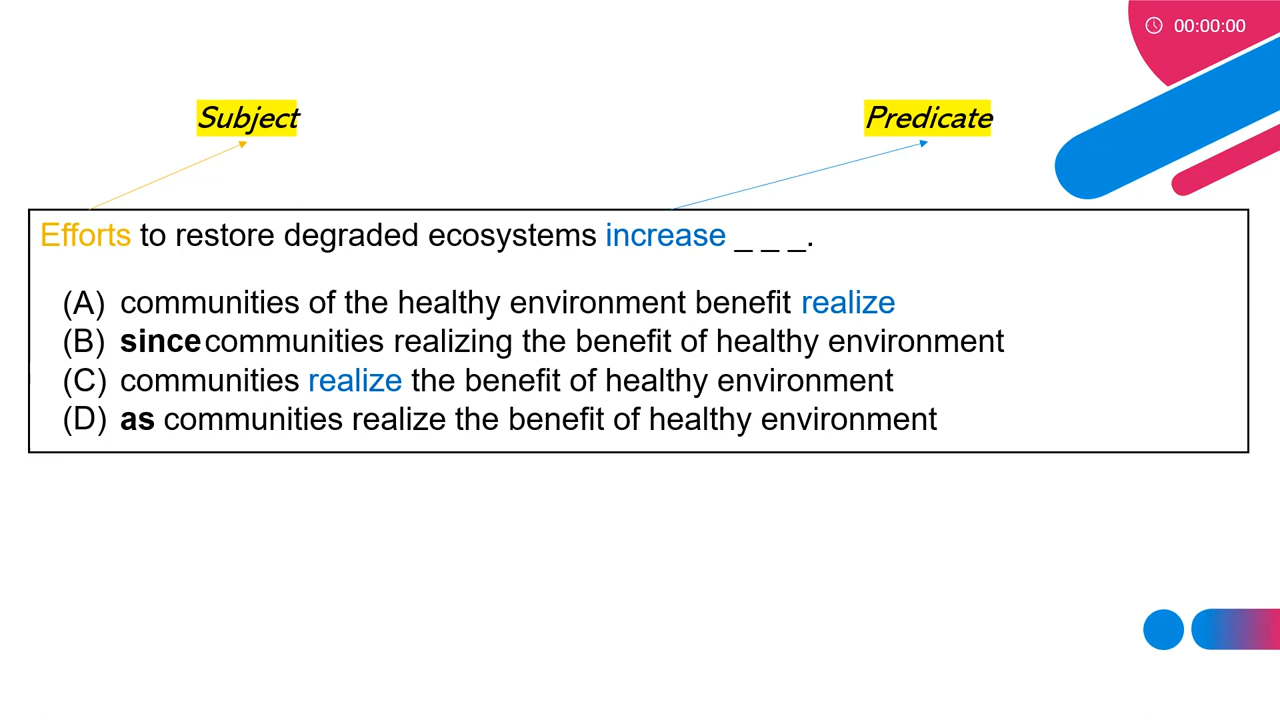 00:00:00
Subject
Predicate
Efforts to restore degraded ecosystems increase _ _ _.
(A) communities of the healthy environment benefit realize
(B) since communities realizing the benefit of healthy environment
(C) communities realize the benefit of healthy environment
(D) as communities realize the benefit of healthy environment